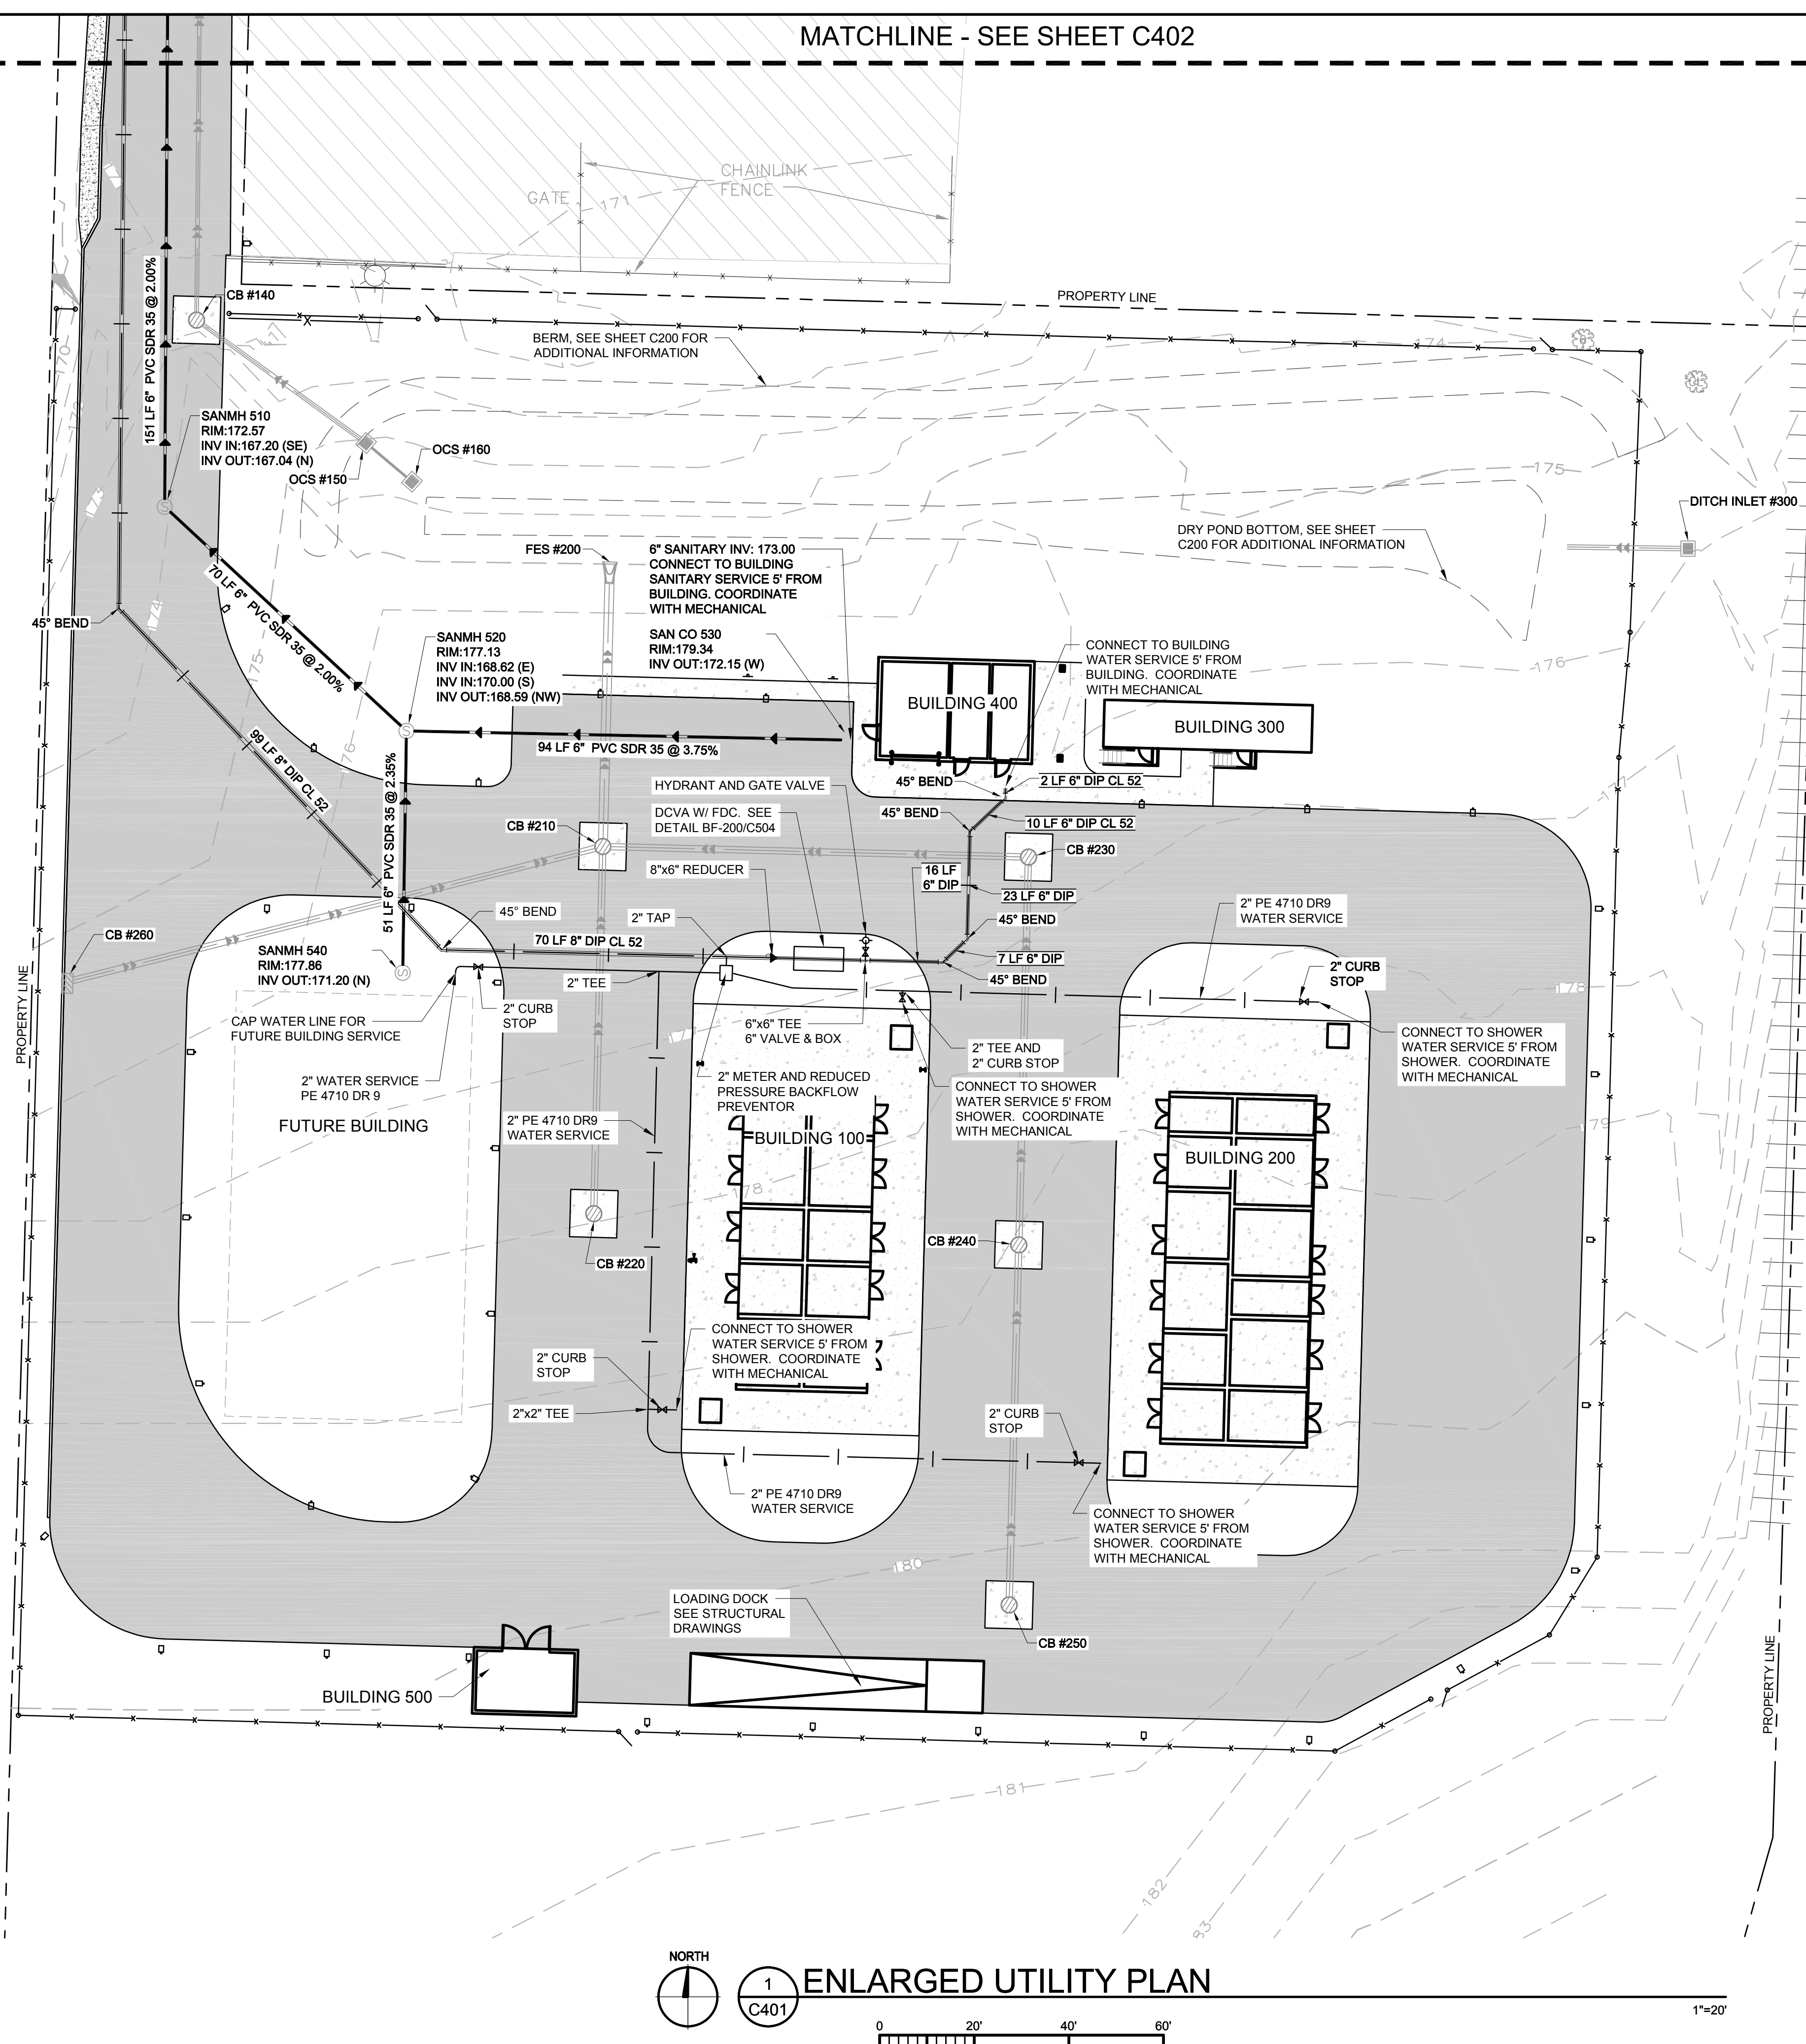 MATCHLINE - SEE SHEET C402
CHAINLINK
FENCE
GATE
171
151 LF 6" PVC SDR 35 @ 2.00%
CB #140
PROPERTY LINE
BERM, SEE SHEET C200 FOR
ADDITIONAL INFORMATION
174
170
SANMH 510
RIM:172.57
INV IN:167.20 (SE)
INV OUT:167.04 (N)
OCS #160
OCS #150
175
DITCH INLET #300
DRY POND BOTTOM, SEE SHEET
C200 FOR ADDITIONAL INFORMATION
FES #200
6" SANITARY INV: 173.00
CONNECT TO BUILDING
SANITARY SERVICE 5' FROM
BUILDING. COORDINATE
WITH MECHANICAL
70 LF 6" PVC SDR 35 @ 2.00%
174
45° BEND
175
SANMH 520
RIM:177.13
INV IN:168.62 (E)
INV IN:170.00 (S)
INV OUT:168.59 (NW)
SAN CO 530
RIM:179.34
INV OUT:172.15 (W)
CONNECT TO BUILDING
WATER SERVICE 5' FROM
BUILDING. COORDINATE
WITH MECHANICAL
176
BUILDING 400
BUILDING 300
99 LF 8" DIP CL 52
176
94 LF 6" PVC SDR 35 @ 3.75%
51 LF 6" PVC SDR 35 @ 2.35%
HYDRANT AND GATE VALVE
45° BEND
2 LF 6" DIP CL 52
DCVA W/ FDC. SEE
DETAIL BF-200/C504
45° BEND
10 LF 6" DIP CL 52
CB #210
CB #230
8"x6" REDUCER
16 LF
6" DIP
23 LF 6" DIP
2" PE 4710 DR9
WATER SERVICE
45° BEND
2" TAP
45° BEND
CB #260
70 LF 8" DIP CL 52
SANMH 540
RIM:177.86
INV OUT:171.20 (N)
7 LF 6" DIP
45° BEND
2" TEE
2" CURB
STOP
178
PROPERTY LINE
2" CURB
STOP
CAP WATER LINE FOR
FUTURE BUILDING SERVICE
6"x6" TEE
6" VALVE & BOX
2" TEE AND
2" CURB STOP
CONNECT TO SHOWER
WATER SERVICE 5' FROM
SHOWER. COORDINATE
WITH MECHANICAL
2" WATER SERVICE
PE 4710 DR 9
2" METER AND REDUCED
PRESSURE BACKFLOW
PREVENTOR
CONNECT TO SHOWER
WATER SERVICE 5' FROM
SHOWER. COORDINATE
WITH MECHANICAL
FUTURE BUILDING
2" PE 4710 DR9
WATER SERVICE
BUILDING 100
BUILDING 200
179
178
CB #240
CB #220
CONNECT TO SHOWER
WATER SERVICE 5' FROM
SHOWER. COORDINATE
WITH MECHANICAL
2" CURB
STOP
2"x2" TEE
2" CURB
STOP
2" PE 4710 DR9
WATER SERVICE
CONNECT TO SHOWER
WATER SERVICE 5' FROM
SHOWER. COORDINATE
WITH MECHANICAL
180
LOADING DOCK
SEE STRUCTURAL
DRAWINGS
CB #250
BUILDING 500
PROPERTY LINE
181
182
NORTH
1
C401
ENLARGED UTILITY PLAN
1"=20'
0 20' 40' 60'